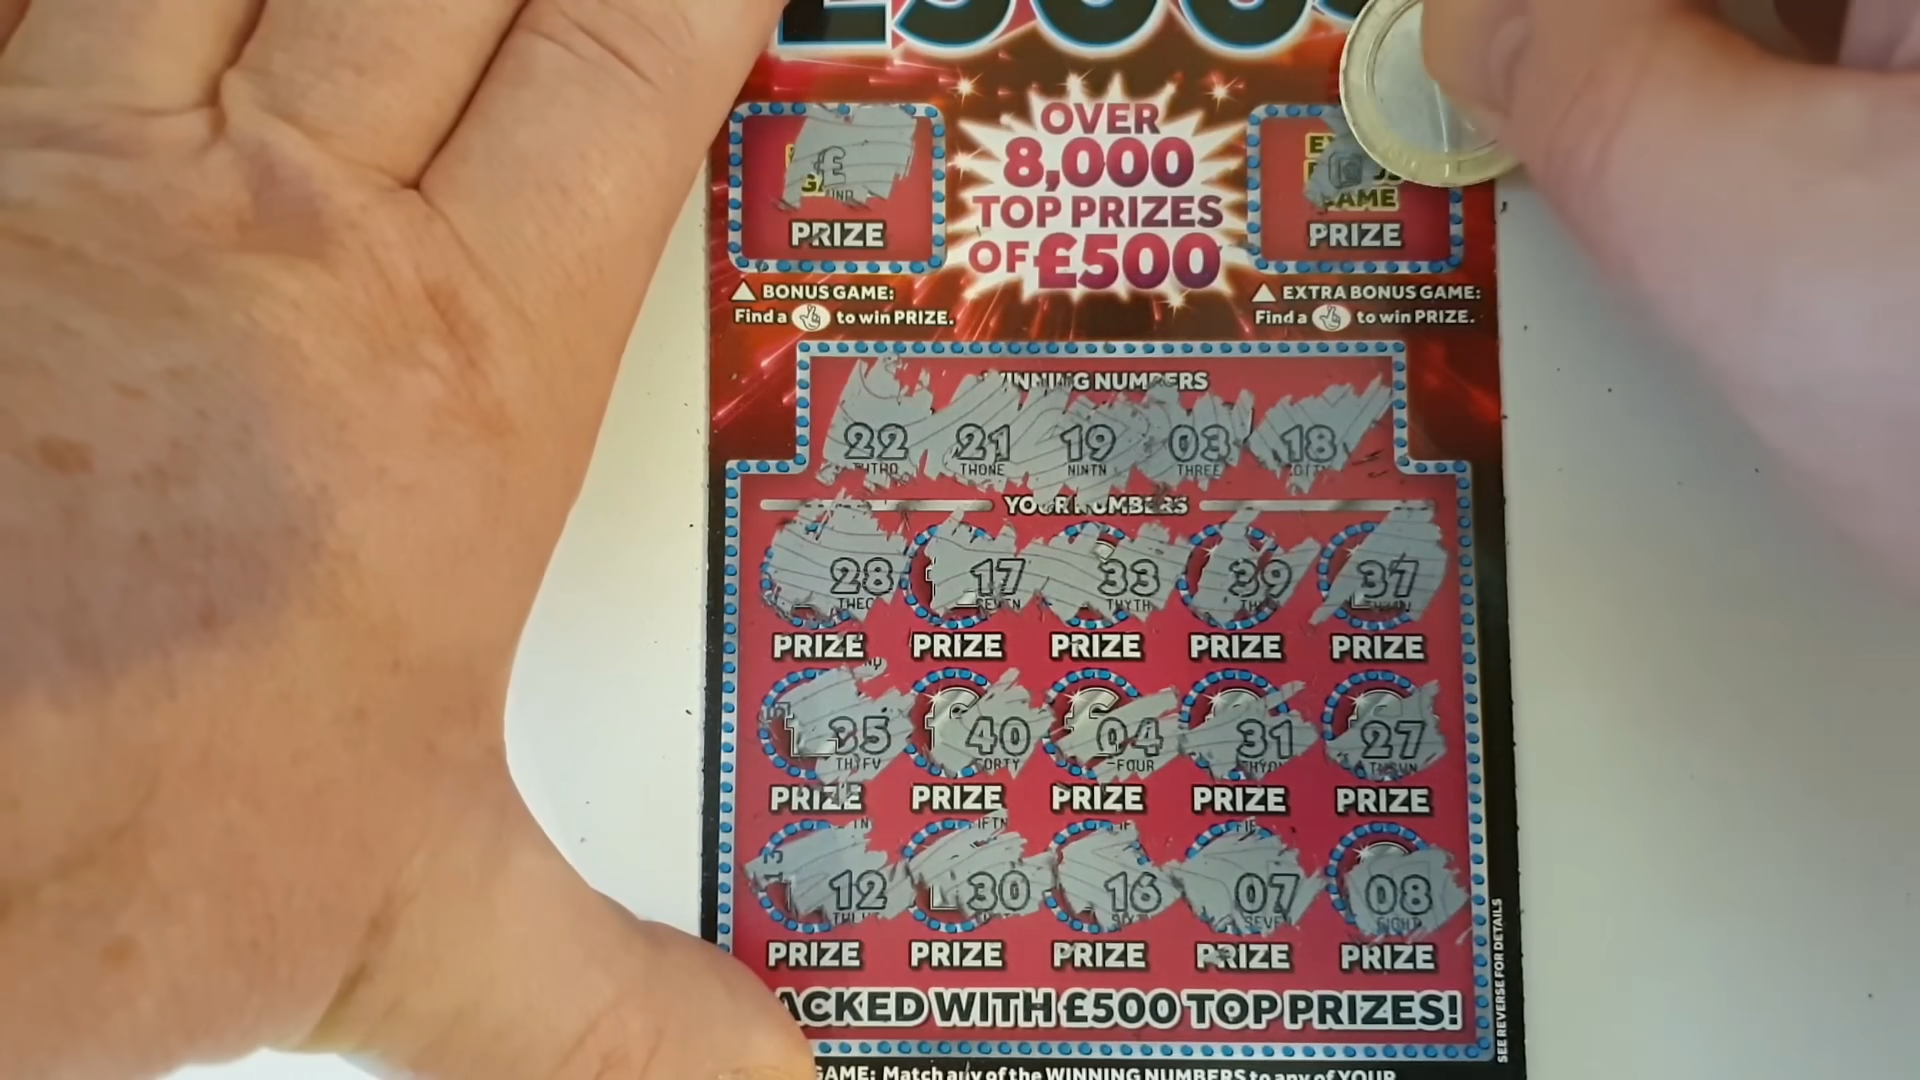 £500s
OVER
8,000
TOP PRIZES
OF £500
£
PRIZE
GAME
PRIZE
BONUS GAME:
Find a to win PRIZE.
EXTRA BONUS GAME:
Find a to win PRIZE.
WINNING NUMBERS
22 21 19 03 18
THONE NINTN THREE
YOUR NUMBERS
28 17 33 39 37
THYTH
PRIZE PRIZE PRIZE PRIZE PRIZE
35 40 04 31 27
THYFV FORTY FOUR
PRIZE PRIZE PRIZE PRIZE PRIZE
12 30 16 07 08
EIGHT
PRIZE PRIZE PRIZE PRIZE PRIZE
ACKED WITH £500 TOP PRIZES!
SEE REVERSE FOR DETAILS
GAME: Match any of the WINNING NUMBERS to any of YOUR